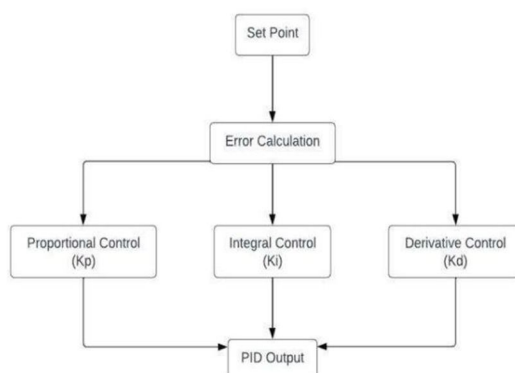 Set Point
Error Calculation
Proportional Control
(Kp)
Integral Control
(Ki)
Derivative Control
(Kd)
PID Output